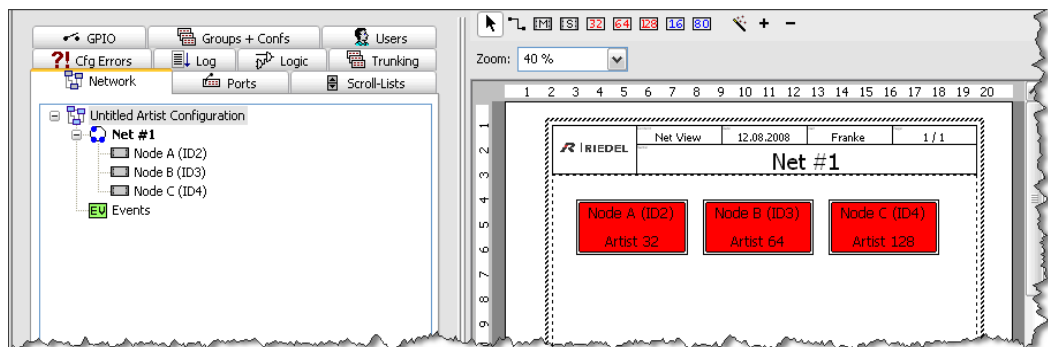 GPIO Groups + Confs Users
?! Cfg Errors Log Logic Trunking
Network Ports Scroll-Lists
Untitled Artist Configuration
Net #1
Node A (ID2)
Node B (ID3)
Node C (ID4)
EV Events
M S 32 64 128 16 80 + -
Zoom: 40 %
1 2 3 4 5 6 7 8 9 10 11 12 13 14 15 16 17 18 19 20
1
2
3
4
5
6
7
8
9
RIEDEL Net View 12.08.2008 Franke 1 / 1
Net #1
Node A (ID2) Node B (ID3) Node C (ID4)
Artist 32 Artist 64 Artist 128